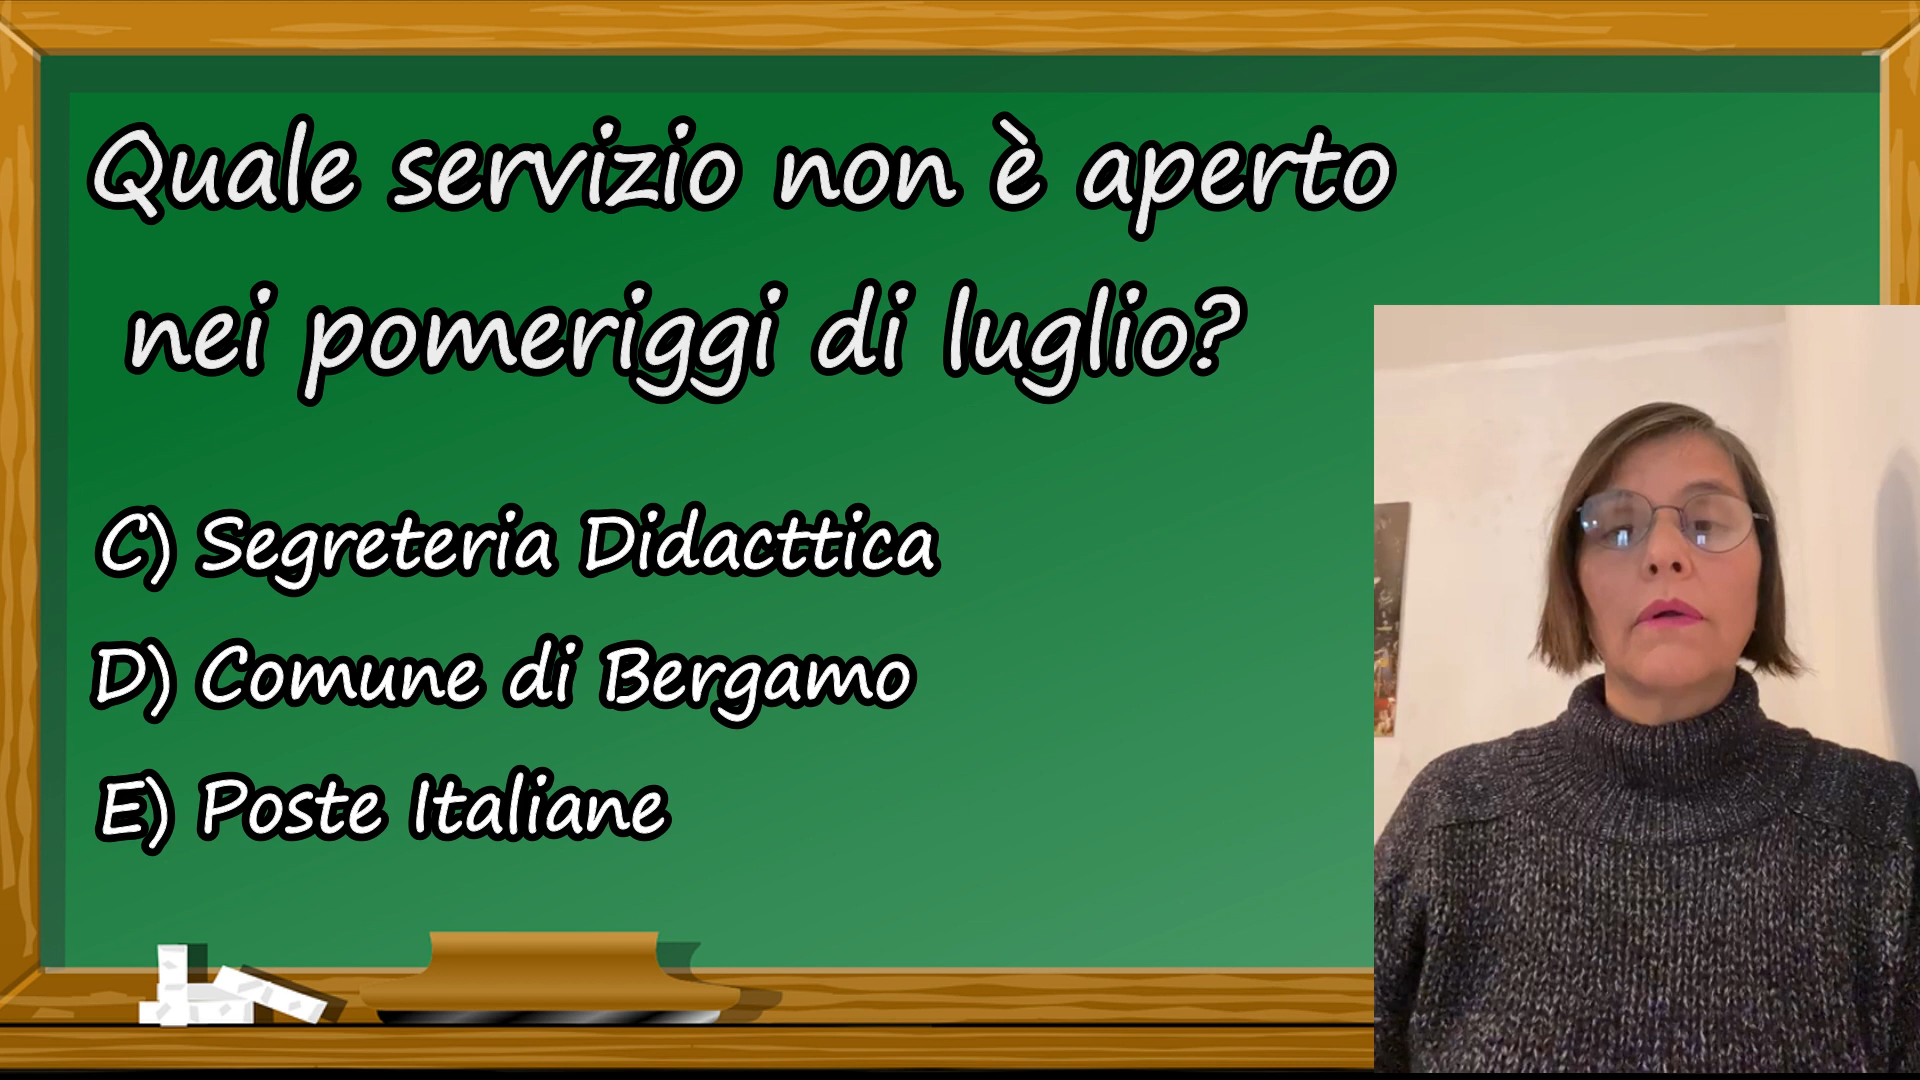 Quale servizio non è aperto
nei pomeriggi di luglio?
C) Segreteria Didacttica
D) Comune di Bergamo
E) Poste Italiane